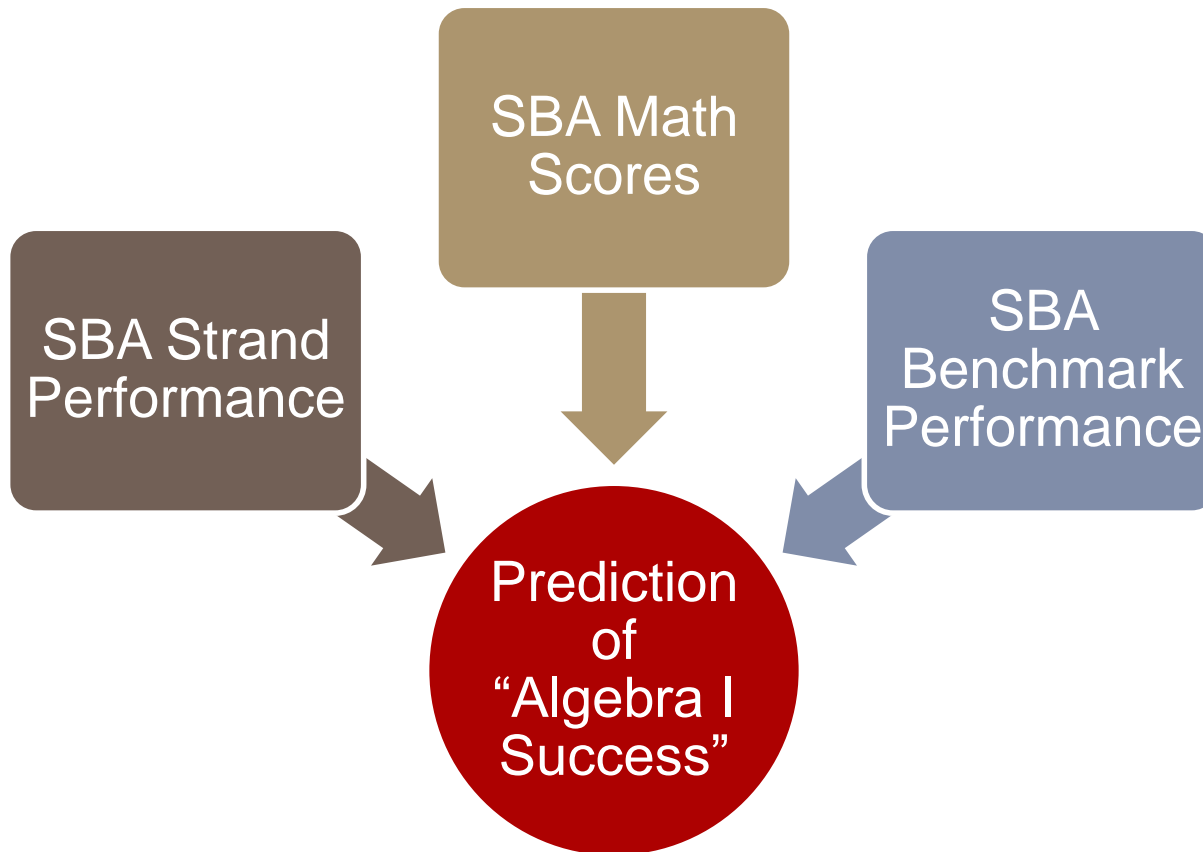 SBA Math
Scores
SBA Strand
Performance
SBA
Benchmark
Performance
Prediction
of
“Algebra I
Success”